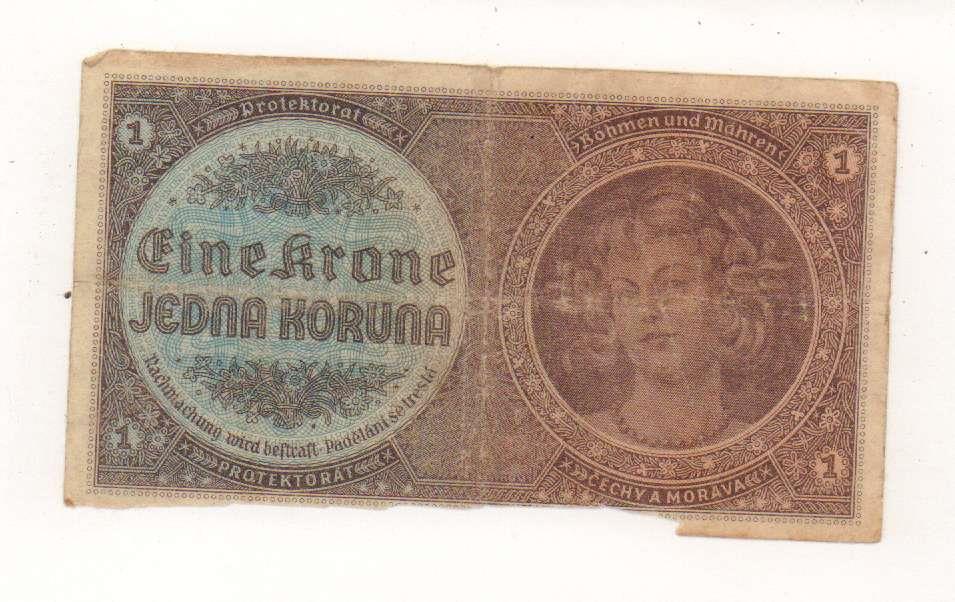 Protektorat
Böhmen und Mähren
1
1
Eine Krone
JEDNA KORUNA
Nachmachung wird bestraft · Padělání se trestá
1
1
PROTEKTORÁT
ČECHY A MORAVA